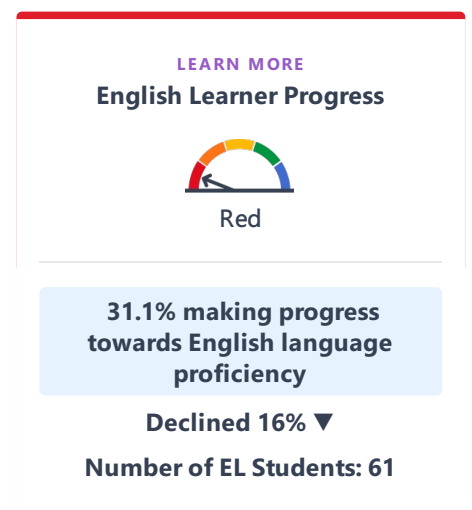 LEARN MORE
English Learner Progress
Red
31.1% making progress
towards English language
proficiency
Declined 16% ▼
Number of EL Students: 61